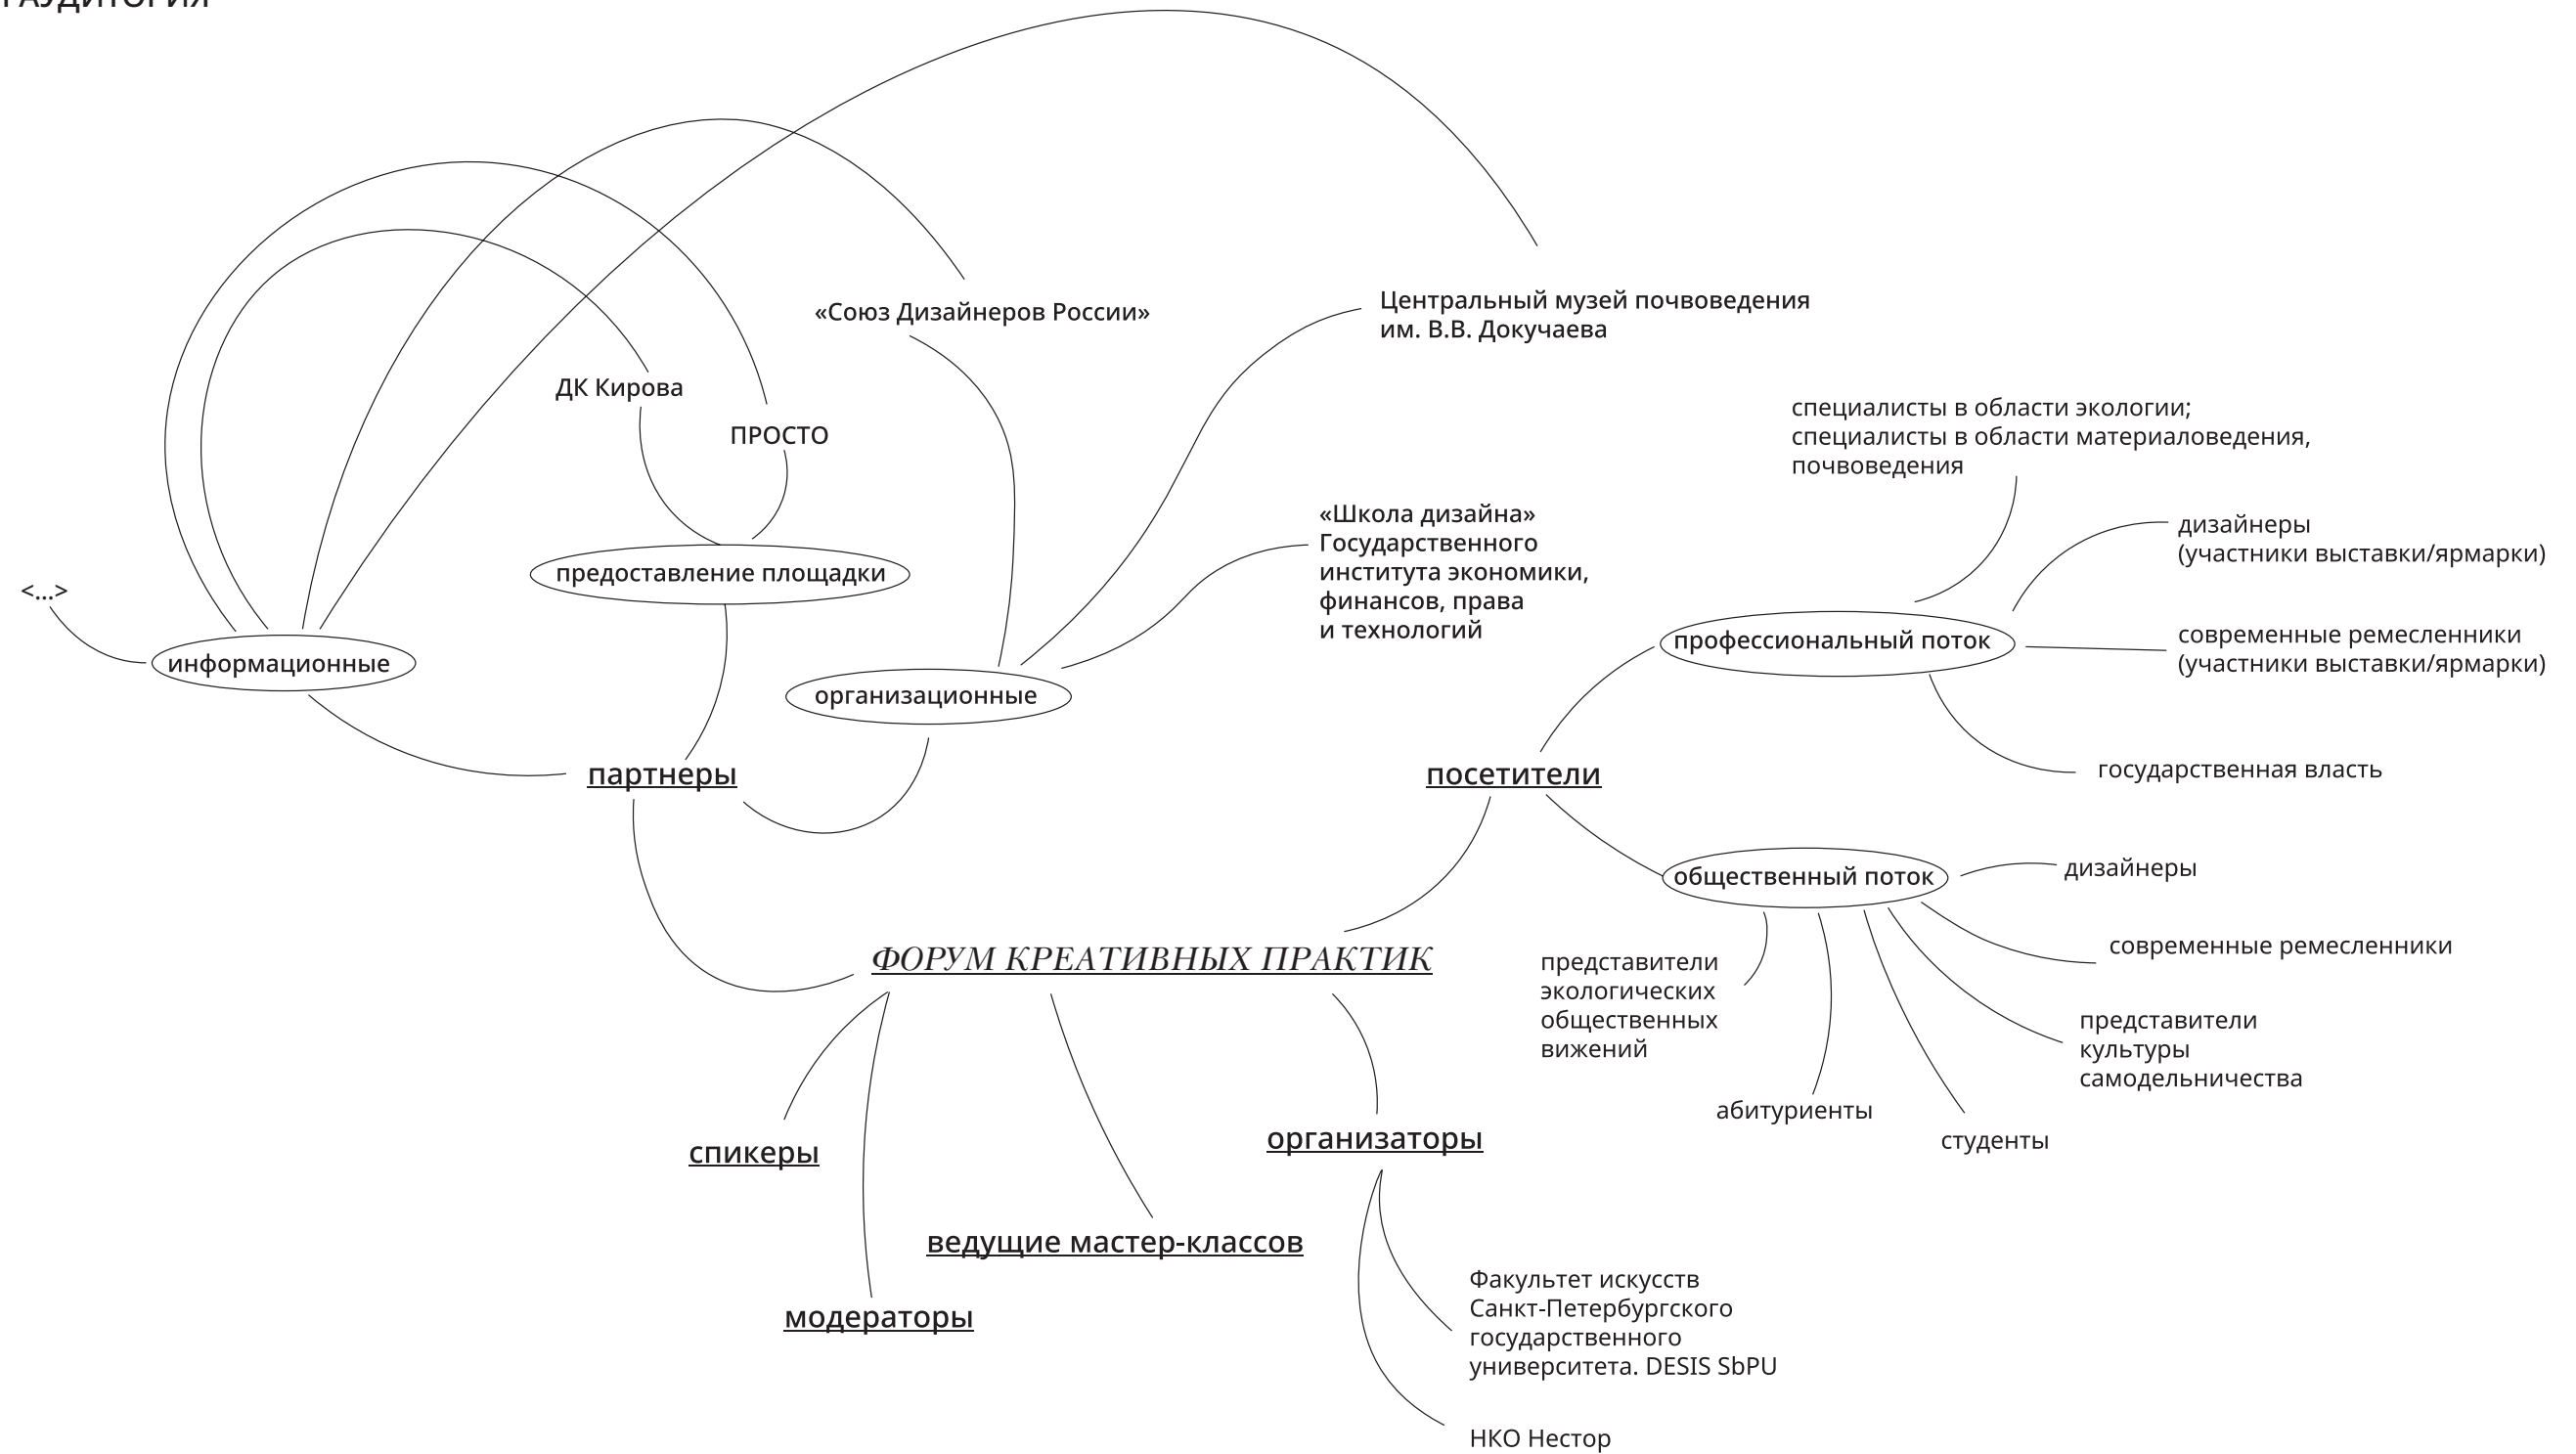 «Союз Дизайнеров России»
Центральный музей почвоведения
им. В.В. Докучаева
ДК Кирова
ПРОСТО
специалисты в области экологии;
специалисты в области материаловедения,
почвоведения
«Школа дизайна»
Государственного
института экономики,
финансов, права
и технологий
дизайнеры
(участники выставки/ярмарки)
предоставление площадки
<...>
информационные
организационные
профессиональный поток
современные ремесленники
(участники выставки/ярмарки)
партнеры
посетители
государственная власть
общественный поток
дизайнеры
современные ремесленники
ФОРУМ КРЕАТИВНЫХ ПРАКТИК
представители
экологических
общественных
вижений
представители
культуры
самодельничества
абитуриенты
студенты
спикеры
организаторы
ведущие мастер-классов
модераторы
Факультет искусств
Санкт-Петербургского
государственного
университета. DESIS SbPU
НКО Нестор